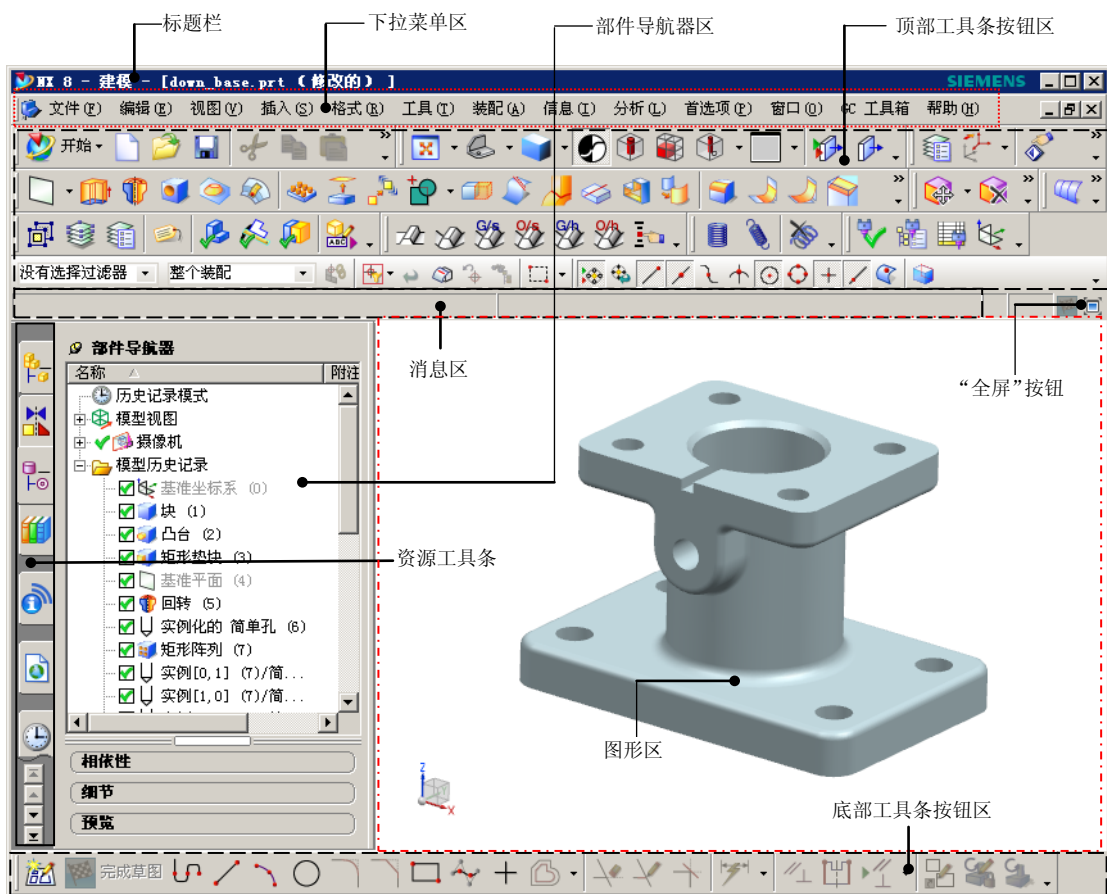 标题栏
下拉菜单区
部件导航器区
顶部工具条按钮区
NX 8 - 建模 - [down_base.prt (修改的) ]
SIEMENS
文件(F) 编辑(E) 视图(V) 插入(S) 格式(R) 工具(T) 装配(A) 信息(I) 分析(L) 首选项(P) 窗口(O) GC 工具箱 帮助(H)
开始
G/s O/s G/h O/h
ABC
没有选择过滤器 整个装配
消息区
“全屏”按钮
部件导航器
名称 附注
历史记录模式
模型视图
摄像机
模型历史记录
基准坐标系 (0)
块 (1)
凸台 (2)
矩形垫块 (3)
资源工具条
基准平面 (4)
回转 (5)
实例化的 简单孔 (6)
矩形阵列 (7)
实例[0,1] (7)/简...
实例[1,0] (7)/简...
图形区
相依性
细节
预览
Z
X
底部工具条按钮区
完成草图